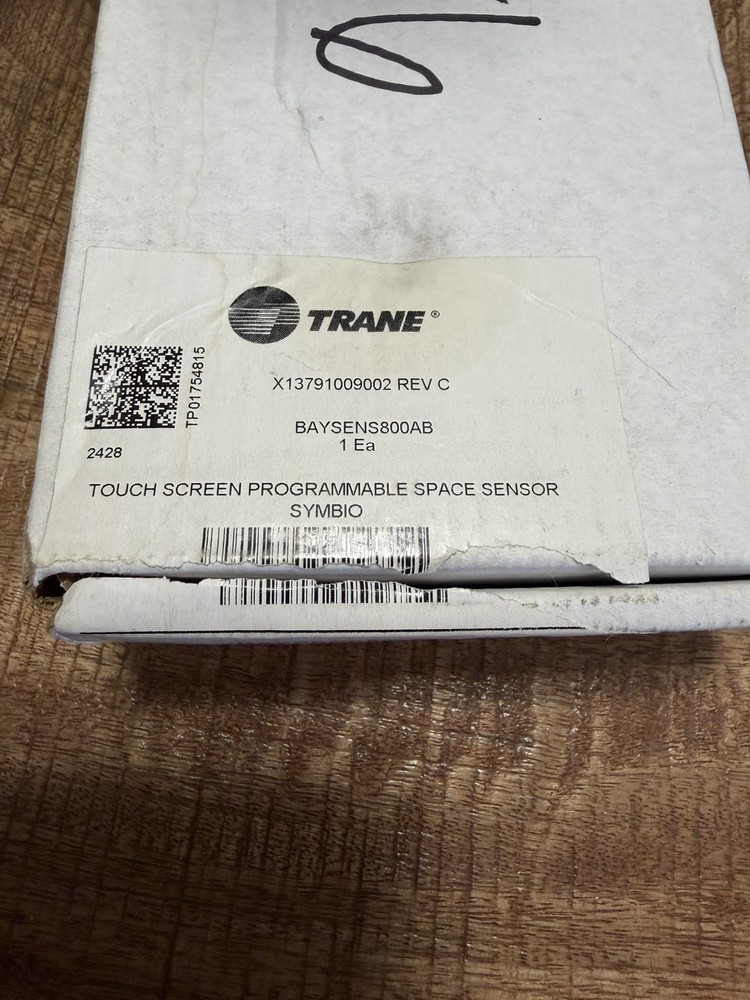 TRANE®
X13791009002 REV C
TP01754815
BAYSENS800AB
1 Ea
2428
TOUCH SCREEN PROGRAMMABLE SPACE SENSOR
SYMBIO